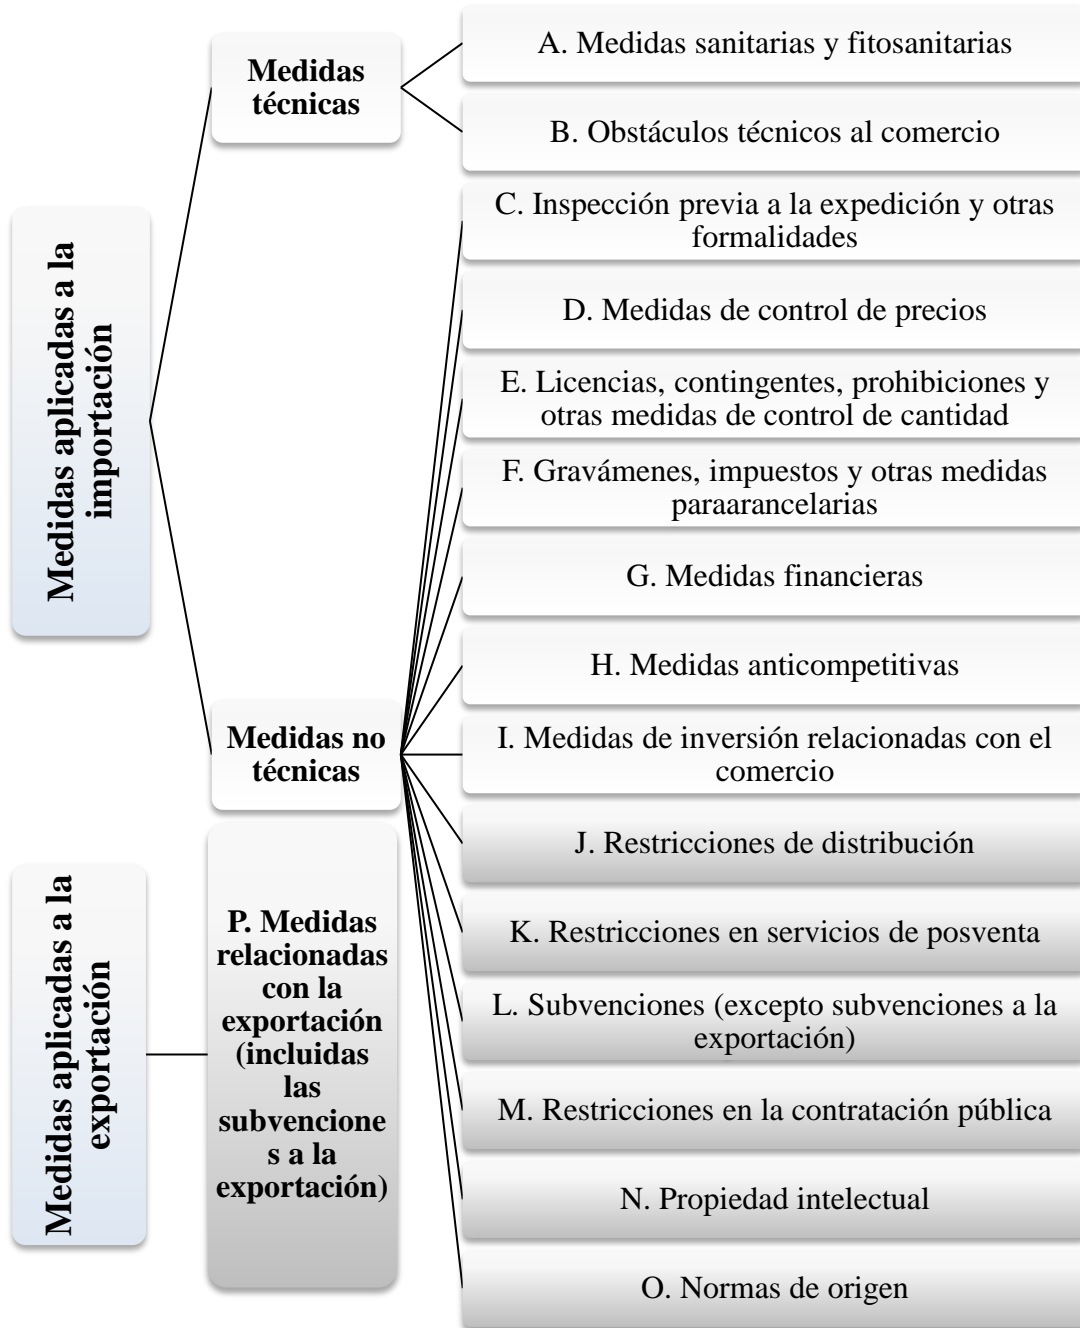 Medidas aplicadas a la
importación
Medidas
técnicas
A. Medidas sanitarias y fitosanitarias
B. Obstáculos técnicos al comercio
Medidas no
técnicas
C. Inspección previa a la expedición y otras
formalidades
D. Medidas de control de precios
E. Licencias, contingentes, prohibiciones y
otras medidas de control de cantidad
F. Gravámenes, impuestos y otras medidas
paraarancelarias
G. Medidas financieras
H. Medidas anticompetitivas
I. Medidas de inversión relacionadas con el
comercio
J. Restricciones de distribución
K. Restricciones en servicios de posventa
L. Subvenciones (excepto subvenciones a la
exportación)
M. Restricciones en la contratación pública
N. Propiedad intelectual
O. Normas de origen
Medidas aplicadas a la
exportación
P. Medidas
relacionadas
con la
exportación
(incluidas
las
subvencione
s a la
exportación)